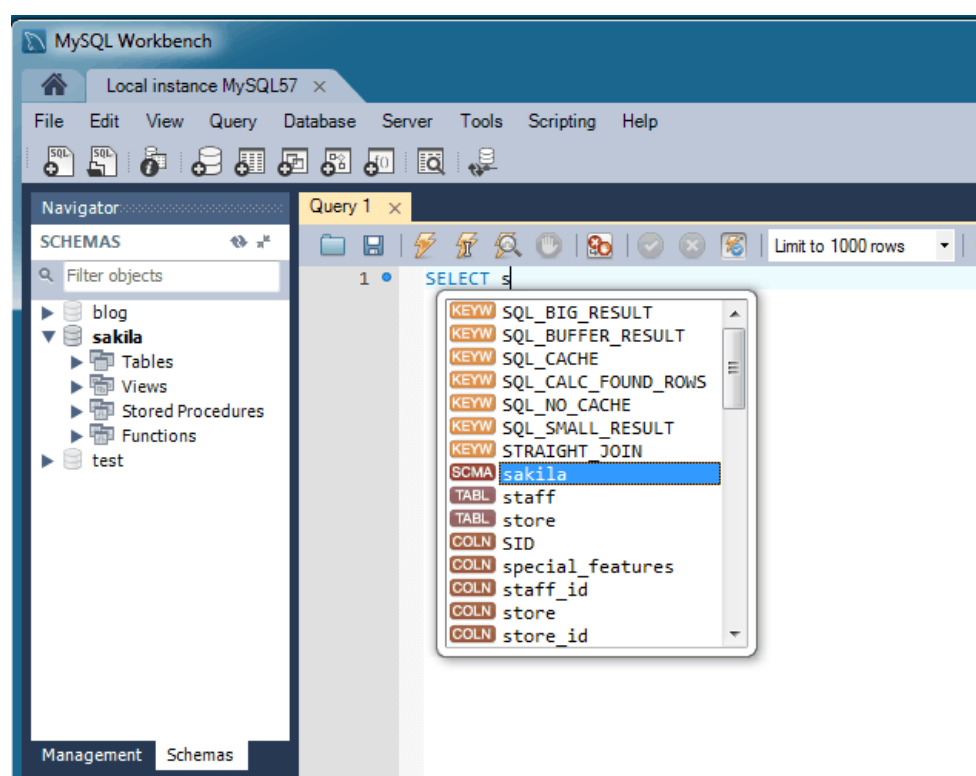 MySQL Workbench
Local instance MySQL57
File Edit View Query Database Server Tools Scripting Help
SQL SQL
Navigator
SCHEMAS
Filter objects
blog
sakila
Tables
Views
Stored Procedures
Functions
test
Management Schemas
Query 1
Limit to 1000 rows
1 SELECT s
KEYW SQL_BIG_RESULT
KEYW SQL_BUFFER_RESULT
KEYW SQL_CACHE
KEYW SQL_CALC_FOUND_ROWS
KEYW SQL_NO_CACHE
KEYW SQL_SMALL_RESULT
KEYW STRAIGHT_JOIN
SCMA sakila
TABL staff
TABL store
COLN SID
COLN special_features
COLN staff_id
COLN store
COLN store_id